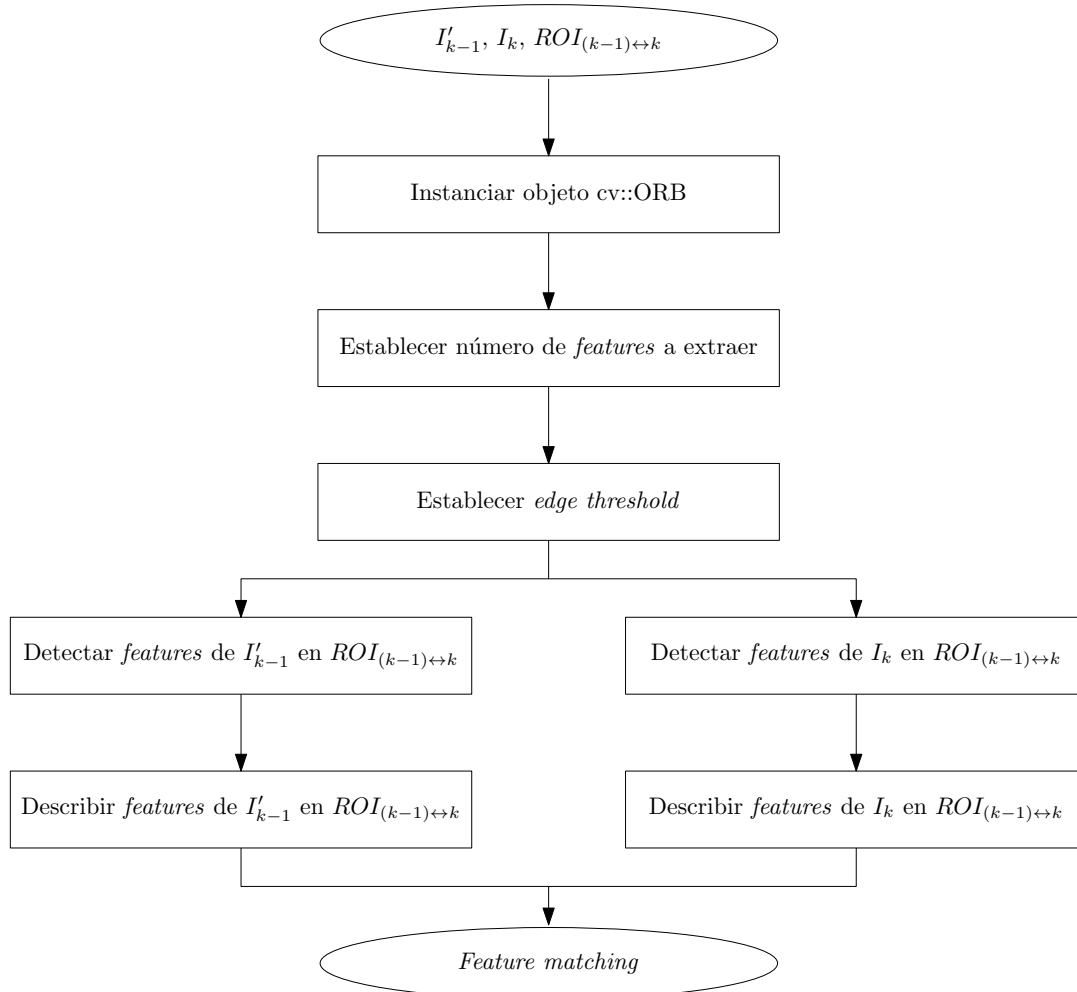 I′ₖ₋₁, Iₖ, ROI₍ₖ₋₁₎↔ₖ
Instanciar objeto cv::ORB
Establecer número de features a extraer
Establecer edge threshold
Detectar features de I′ₖ₋₁ en ROI₍ₖ₋₁₎↔ₖ
Detectar features de Iₖ en ROI₍ₖ₋₁₎↔ₖ
Describir features de I′ₖ₋₁ en ROI₍ₖ₋₁₎↔ₖ
Describir features de Iₖ en ROI₍ₖ₋₁₎↔ₖ
Feature matching